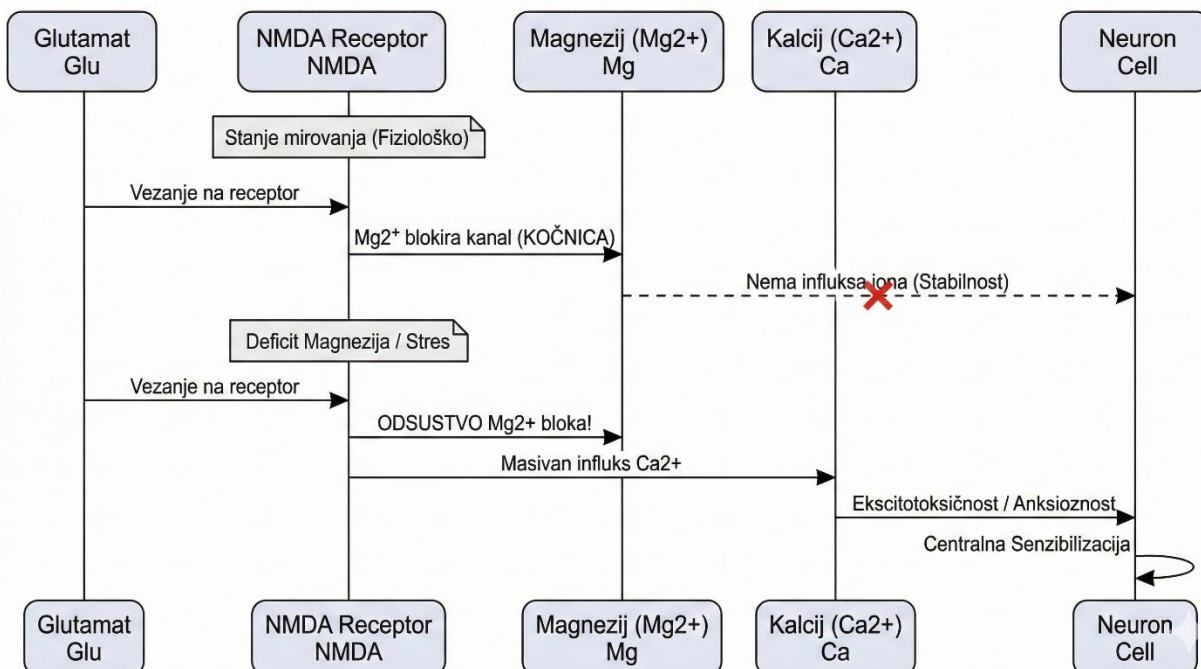 Glutamat
Glu
NMDA Receptor
NMDA
Magnezij (Mg2+)
Mg
Kalcij (Ca2+)
Ca
Neuron
Cell
Stanje mirovanja (Fiziološko)
Vezanje na receptor
Mg2⁺ blokira kanal (KOČNICA)
Nema influksa iona (Stabilnost)
Deficit Magnezija / Stres
Vezanje na receptor
ODSUSTVO Mg2+ bloka!
Masivan influks Ca2+
Ekscitotoksičnost / Anksioznost
Centralna Senzibilizacija
Glutamat
Glu
NMDA Receptor
NMDA
Magnezij (Mg2+)
Mg
Kalcij (Ca2+)
Ca
Neuron
Cell